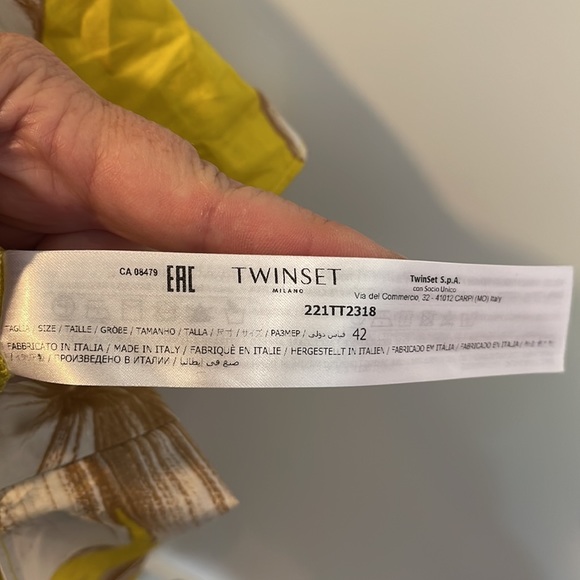 CA 08479 EAC TWINSET
MILANO
TwinSet S.p.A.
con Socio Unico
Via del Commercio, 32 - 41012 CARPI (MO) Italy
221TT2318
TAGLIA / SIZE / TAILLE / GRÖßE / TAMANHO / TALLA / 尺寸 / サイズ / РАЗМЕР / قياس دولي 42
FABBRICATO IN ITALIA / MADE IN ITALY / FABRIQUÉ EN ITALIE / HERGESTELLT IN ITALIEN / FABRICADO EM ITÁLIA / FABRICADO EN ITALIA /
/ ПРОИЗВЕДЕНО В ИТАЛИИ / صنع في إيطاليا